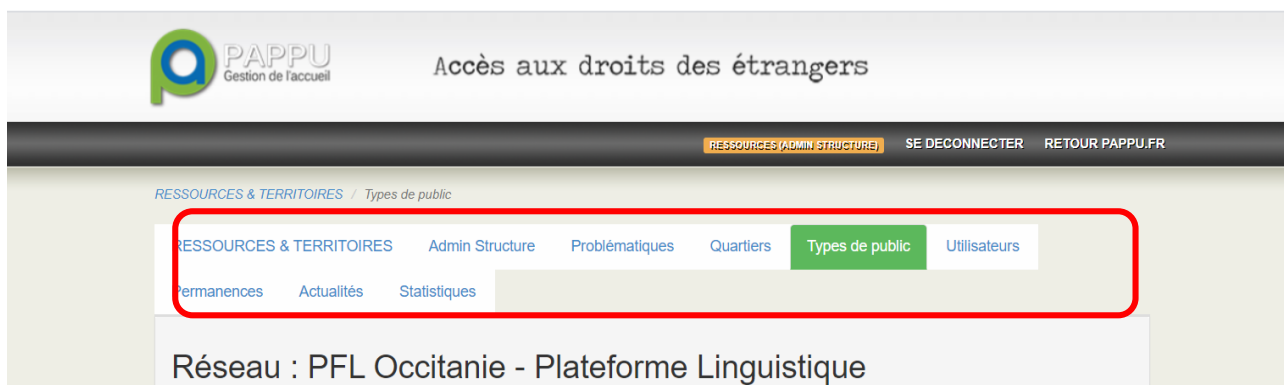 PAPPU
Gestion de l'accueil
Accès aux droits des étrangers
RESSOURCES (ADMIN STRUCTURE) SE DECONNECTER RETOUR PAPPU.FR
RESSOURCES & TERRITOIRES / Types de public
RESSOURCES & TERRITOIRES Admin Structure Problématiques Quartiers Types de public Utilisateurs
Permanences Actualités Statistiques
Réseau : PFL Occitanie - Plateforme Linguistique